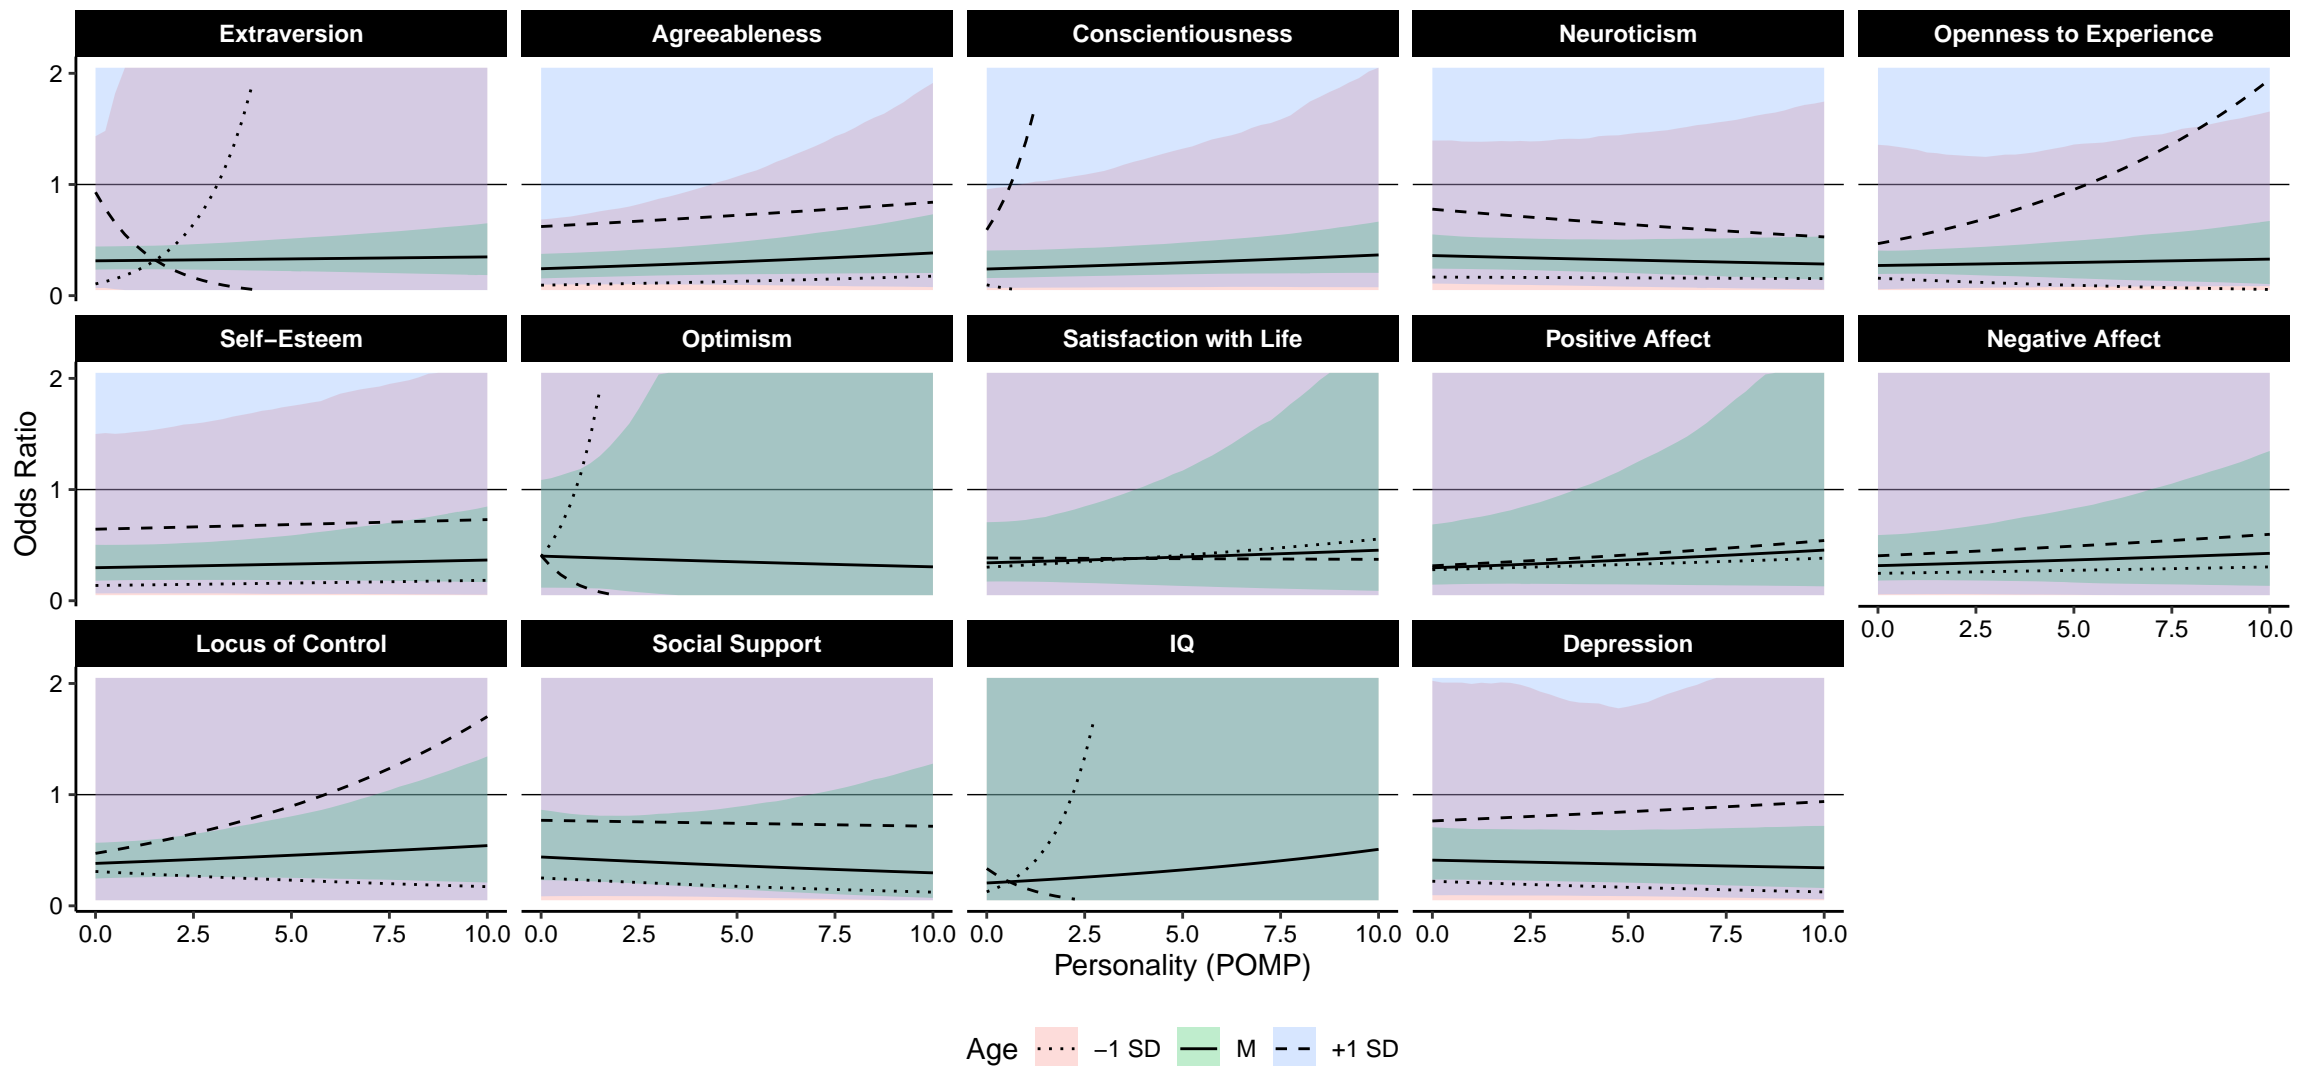 Extraversion Agreeableness Conscientiousness Neuroticism Openness to Experience
2
1
0
Self−Esteem Optimism Satisfaction with Life Positive Affect Negative Affect
2
1
0
Odds Ratio
0.0 2.5 5.0 7.5 10.0
Locus of Control Social Support IQ Depression
2
1
0
0.0 2.5 5.0 7.5 10.0 0.0 2.5 5.0 7.5 10.0 0.0 2.5 5.0 7.5 10.0 0.0 2.5 5.0 7.5 10.0
Personality (POMP)
Age −1 SD M +1 SD